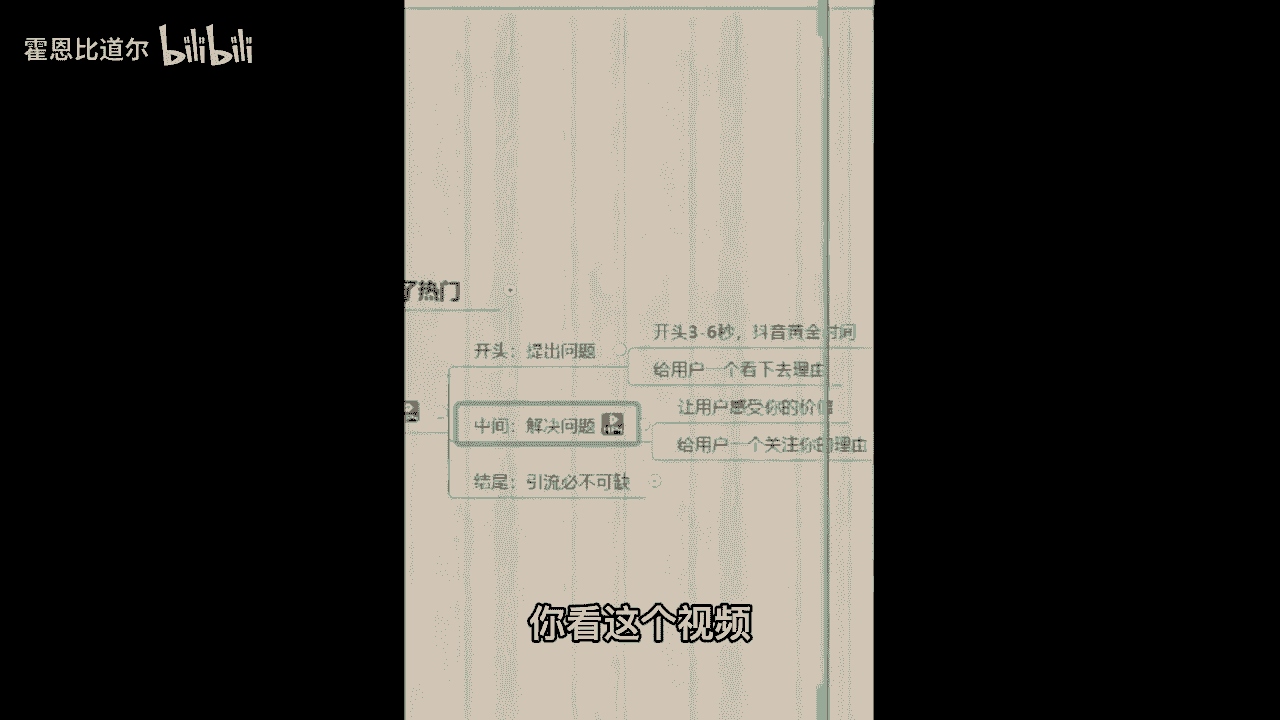 霍恩比道尔 bilibili
了热门
开头3-6秒，抖音黄金时间
开头：提出问题
给用户一个看下去理由
让用户感受你的价值
中间：解决问题
给用户一个关注你的理由
结尾：引流必不可缺
你看这个视频